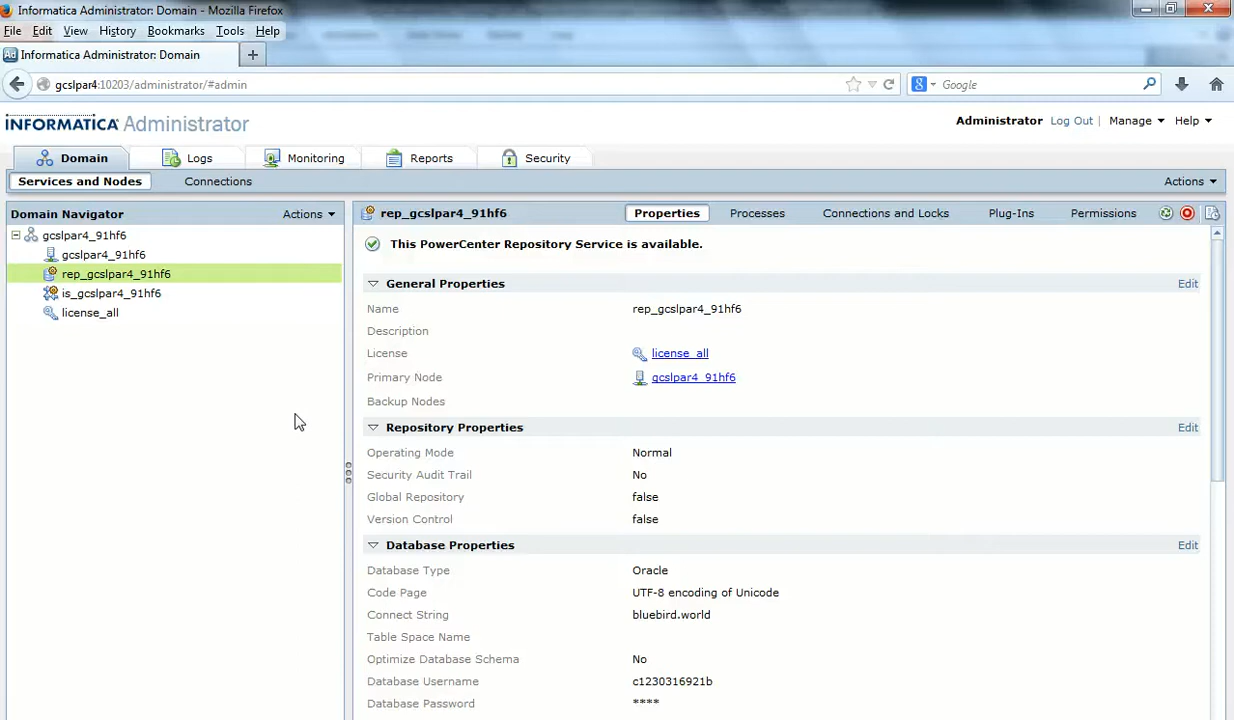 Informatica Administrator: Domain - Mozilla Firefox
File Edit View History Bookmarks Tools Help
Ad Informatica Administrator: Domain +
gcslpar4:10203/administrator/#admin 8 Google
INFORMATICA Administrator Administrator Log Out | Manage Help
Domain Logs Monitoring Reports Security
Services and Nodes Connections Actions
Domain Navigator Actions rep_gcslpar4_91hf6 Properties Processes Connections and Locks Plug-Ins Permissions
gcslpar4_91hf6
gcslpar4_91hf6
rep_gcslpar4_91hf6
is_gcslpar4_91hf6
license_all
This PowerCenter Repository Service is available.
General Properties Edit
Name rep_gcslpar4_91hf6
Description
License license_all
Primary Node gcslpar4_91hf6
Backup Nodes
Repository Properties Edit
Operating Mode Normal
Security Audit Trail No
Global Repository false
Version Control false
Database Properties Edit
Database Type Oracle
Code Page UTF-8 encoding of Unicode
Connect String bluebird.world
Table Space Name
Optimize Database Schema No
Database Username c1230316921b
Database Password ****